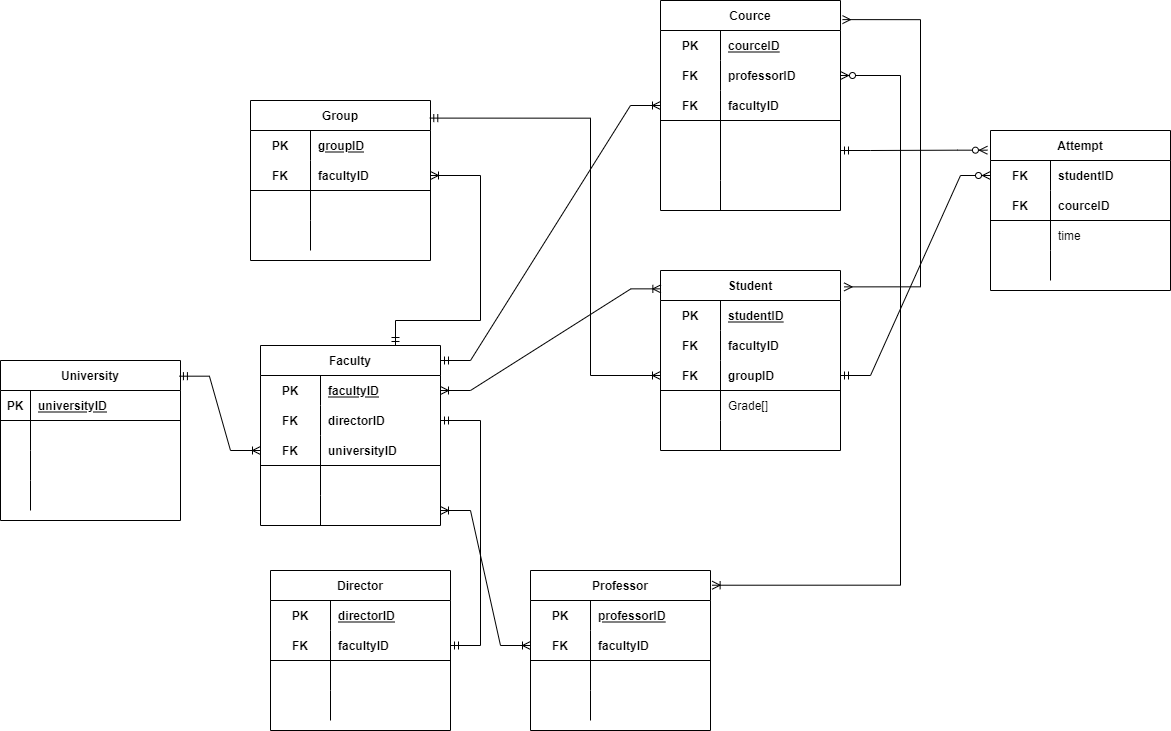 Cource
PK courceID
FK professorID
FK facultyID
Group
PK groupID
FK facultyID
Attempt
FK studentID
FK courceID
time
Student
PK studentID
FK facultyID
FK groupID
Grade[]
University
PK universityID
Faculty
PK facultyID
FK directorID
FK universityID
Director
PK directorID
FK facultyID
Professor
PK professorID
FK facultyID